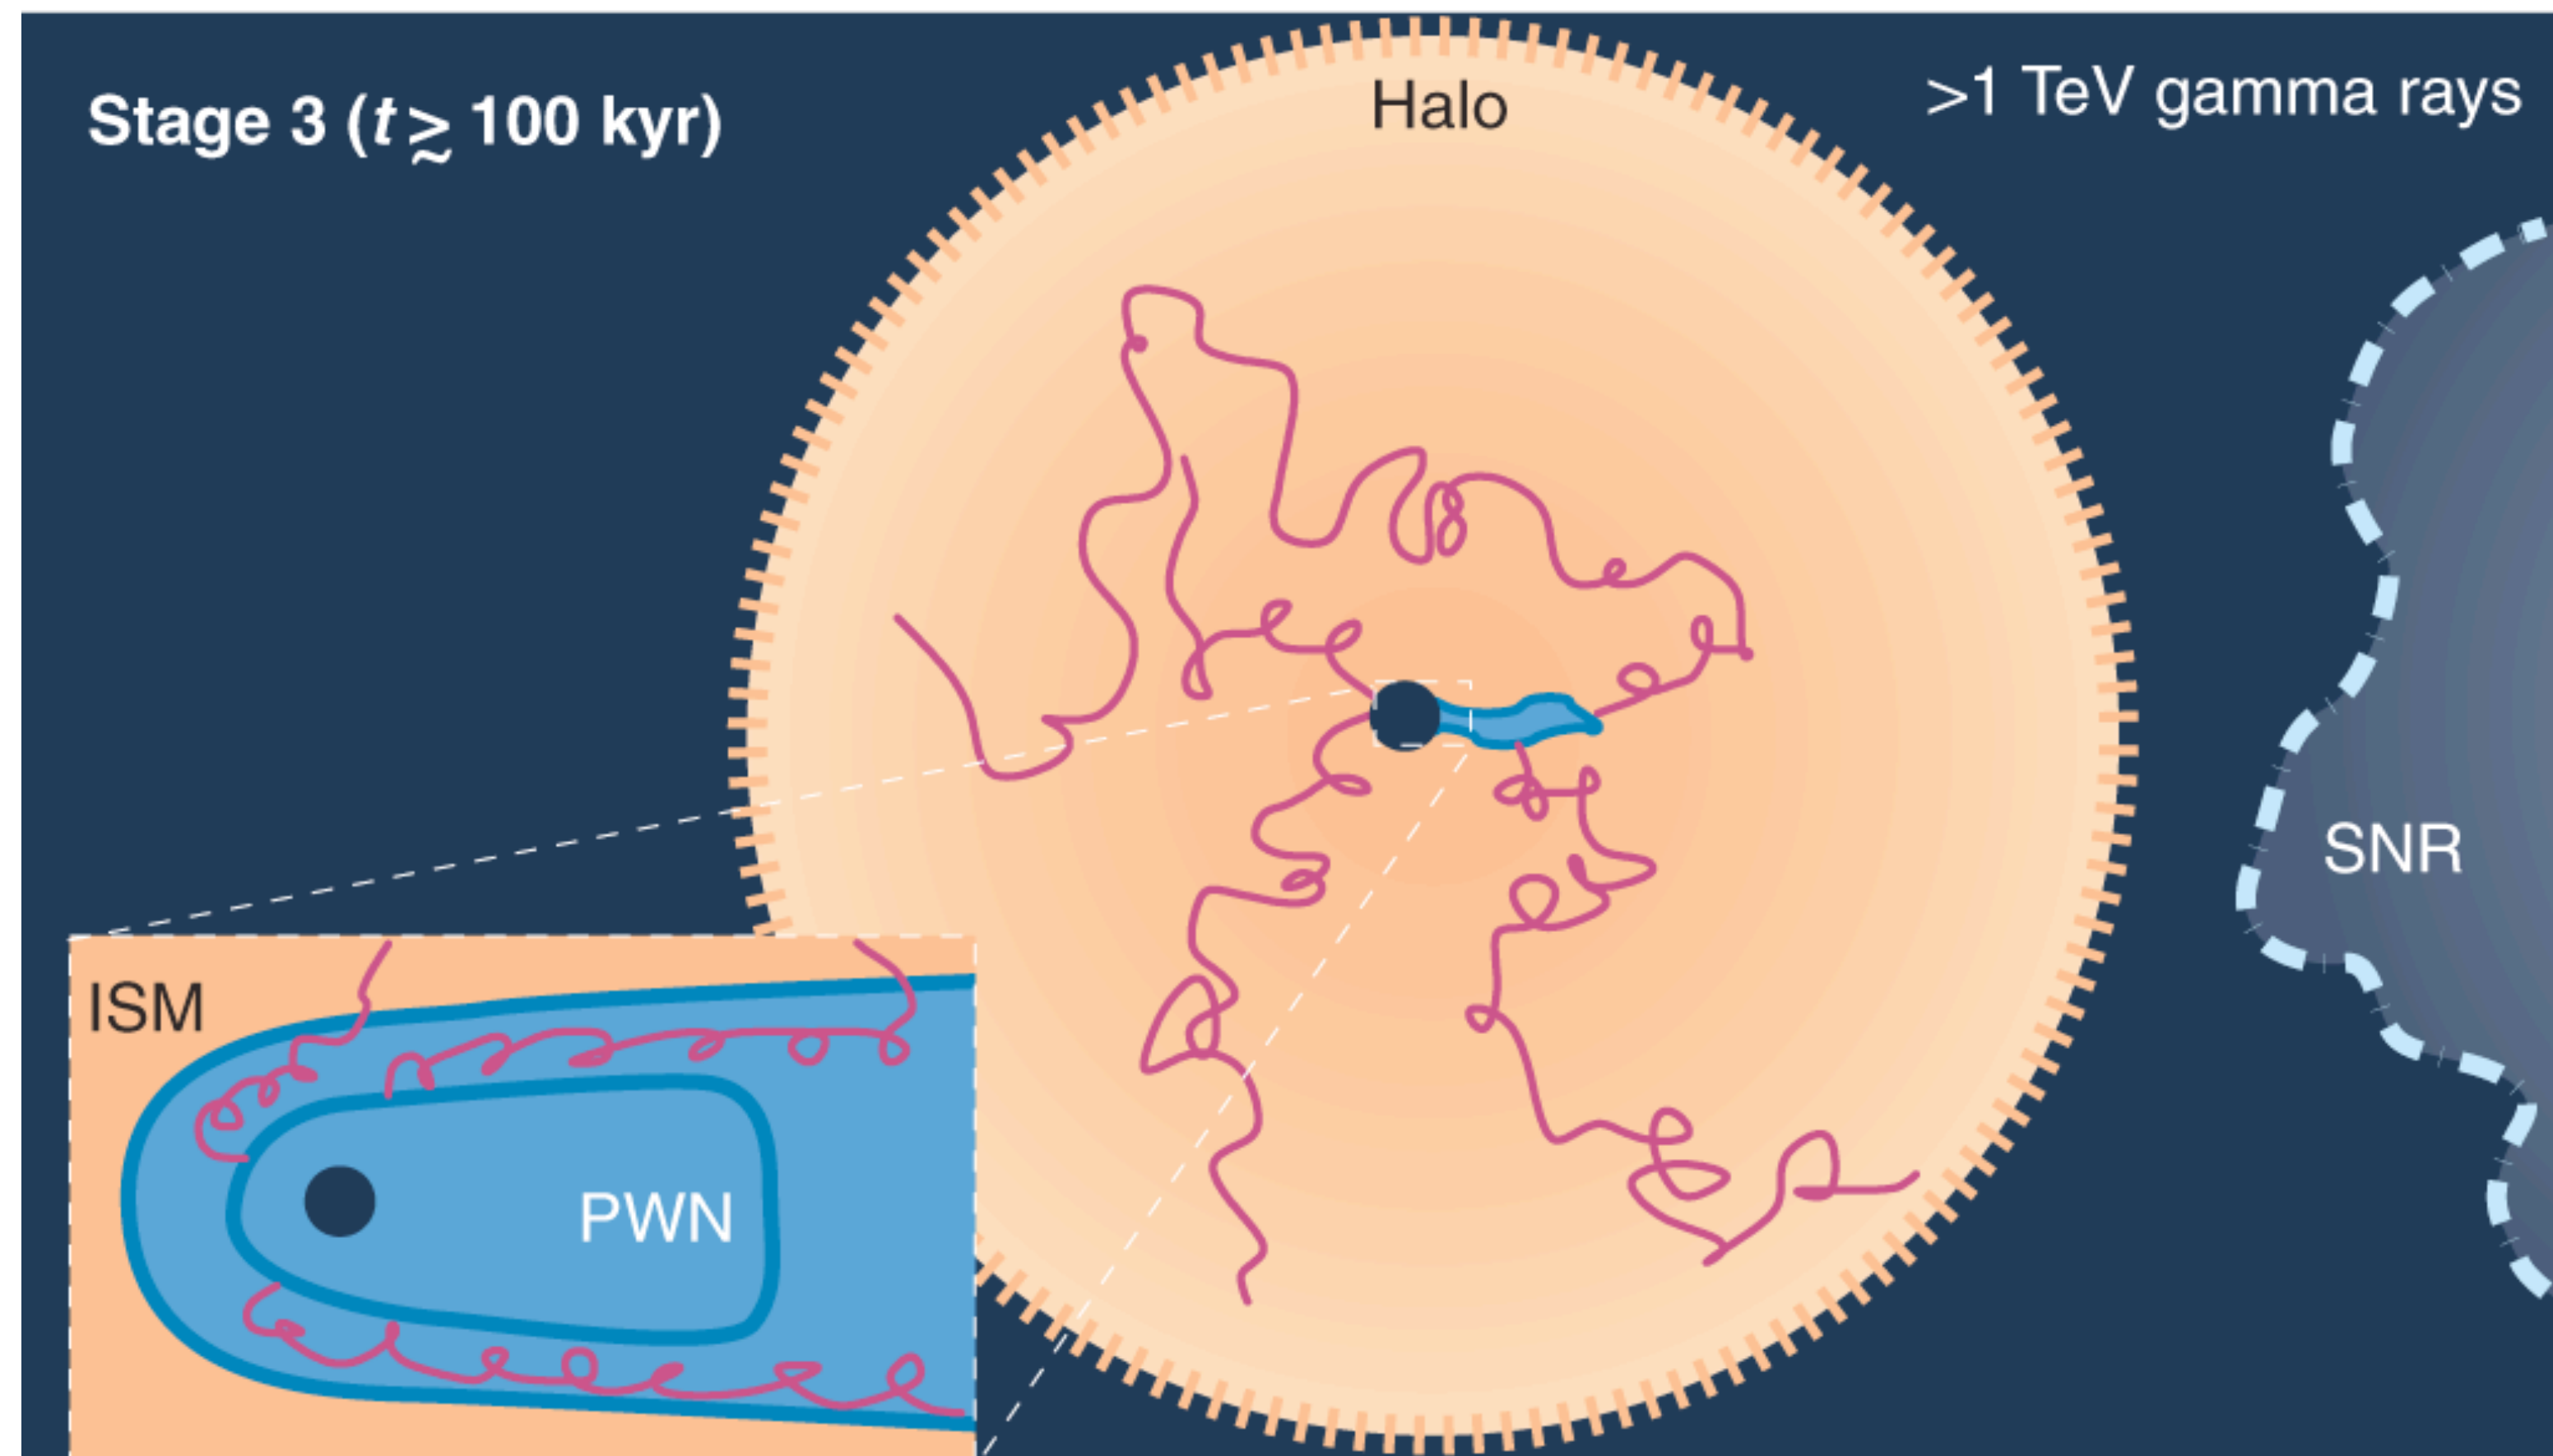 Stage 3 (t ≳ 100 kyr)
Halo
>1 TeV gamma rays
SNR
ISM
PWN